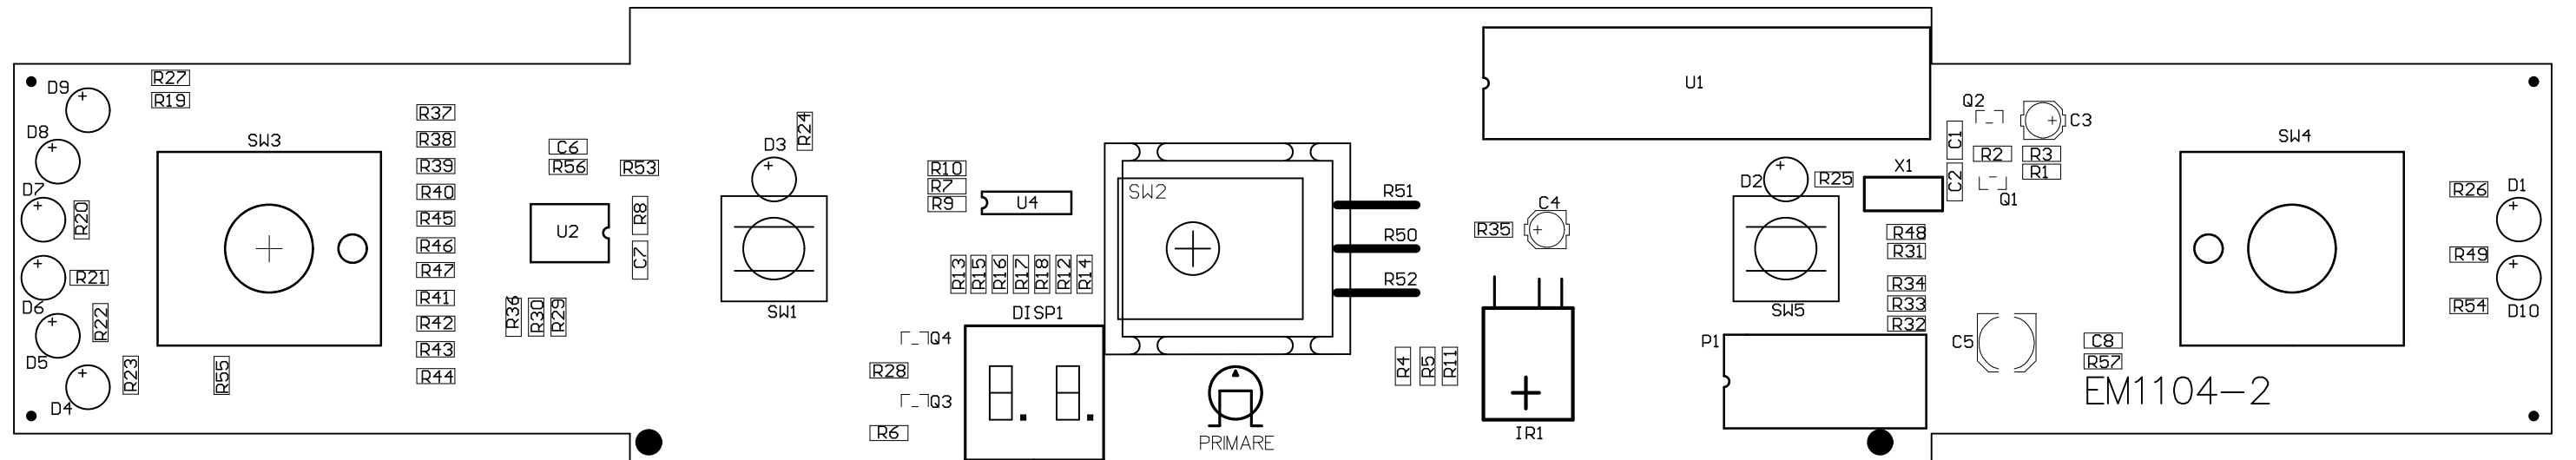 D9
R27
R19
D8
D7
R20
R21
D6
R22
D5
R23
D4
SW3
R55
R37
R38
R39
R40
R45
R46
R47
R41
R42
R43
R44
C6
R56
R53
U2
R8
C7
R36
R30
R29
D3
R24
SW1
R10
R7
R9
U4
R13
R15
R16
R17
R18
R12
R14
DISP1
Q4
R28
Q3
R6
SW2
R51
R50
R52
PRIMARE
R4
R5
R11
IR1
R35
C4
U1
D2
R25
SW5
P1
X1
C1
C2
Q2
C3
R2
R3
R1
Q1
R48
R31
R34
R33
R32
C5
C8
R57
EM1104-2
SW4
R26
D1
R49
R54
D10